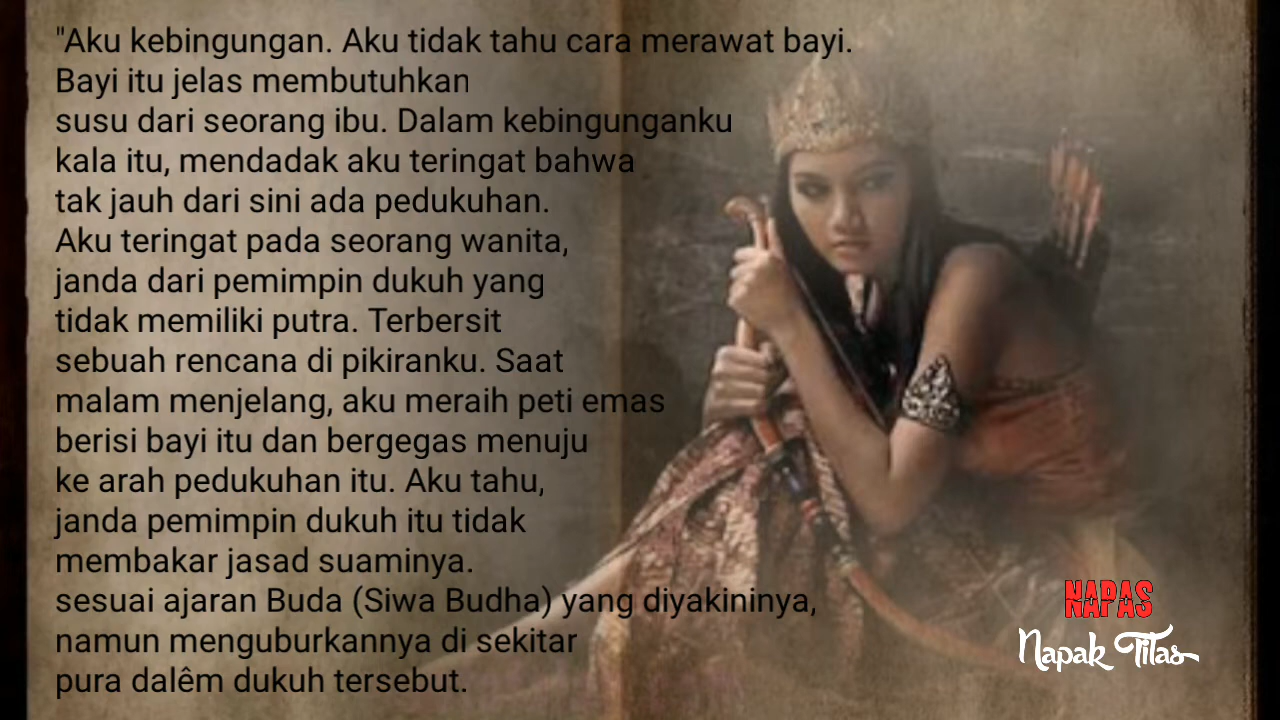 "Aku kebingungan. Aku tidak tahu cara merawat bayi.
Bayi itu jelas membutuhkan
susu dari seorang ibu. Dalam kebingunganku
kala itu, mendadak aku teringat bahwa
tak jauh dari sini ada pedukuhan.
Aku teringat pada seorang wanita,
janda dari pemimpin dukuh yang
tidak memiliki putra. Terbersit
sebuah rencana di pikiranku. Saat
malam menjelang, aku meraih peti emas
berisi bayi itu dan bergegas menuju
ke arah pedukuhan itu. Aku tahu,
janda pemimpin dukuh itu tidak
membakar jasad suaminya.
sesuai ajaran Buda (Siwa Budha) yang diyakininya,
namun menguburkannya di sekitar
pura dalêm dukuh tersebut.
NAPAS
Napak Tilas